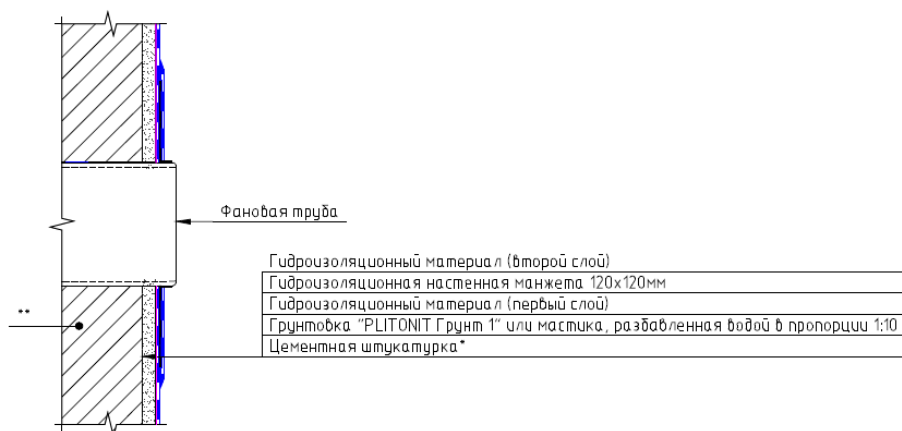 Фановая труба
Гидроизоляционный материал (второй слой)
Гидроизоляционная настенная манжета 120х120мм
Гидроизоляционный материал (первый слой)
Грунтовка "PLITONIT Грунт 1" или мастика, разбавленная водой в пропорции 1:10
Цементная штукатурка*
**